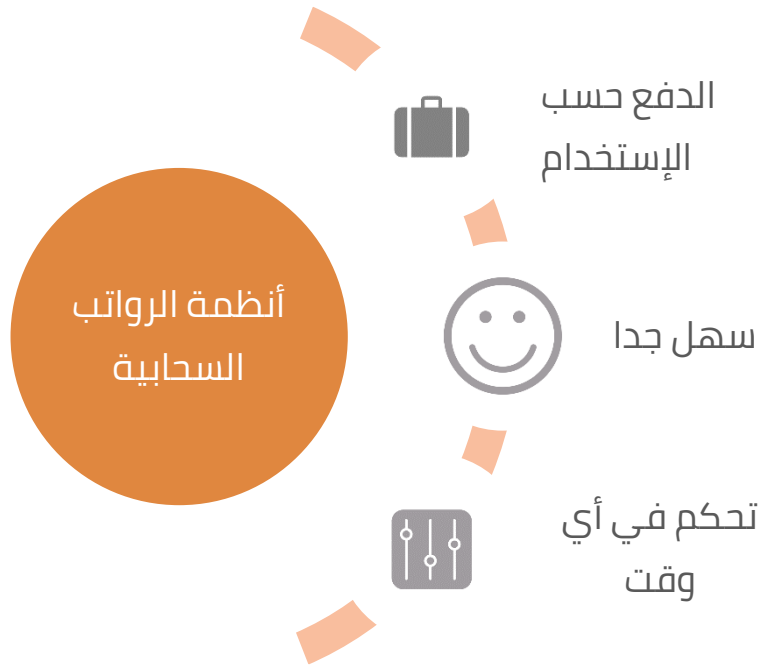 أنظمة الرواتب
السحابية
الدفع حسب
الإستخدام
سهل جدا
تحكم في أي
وقت